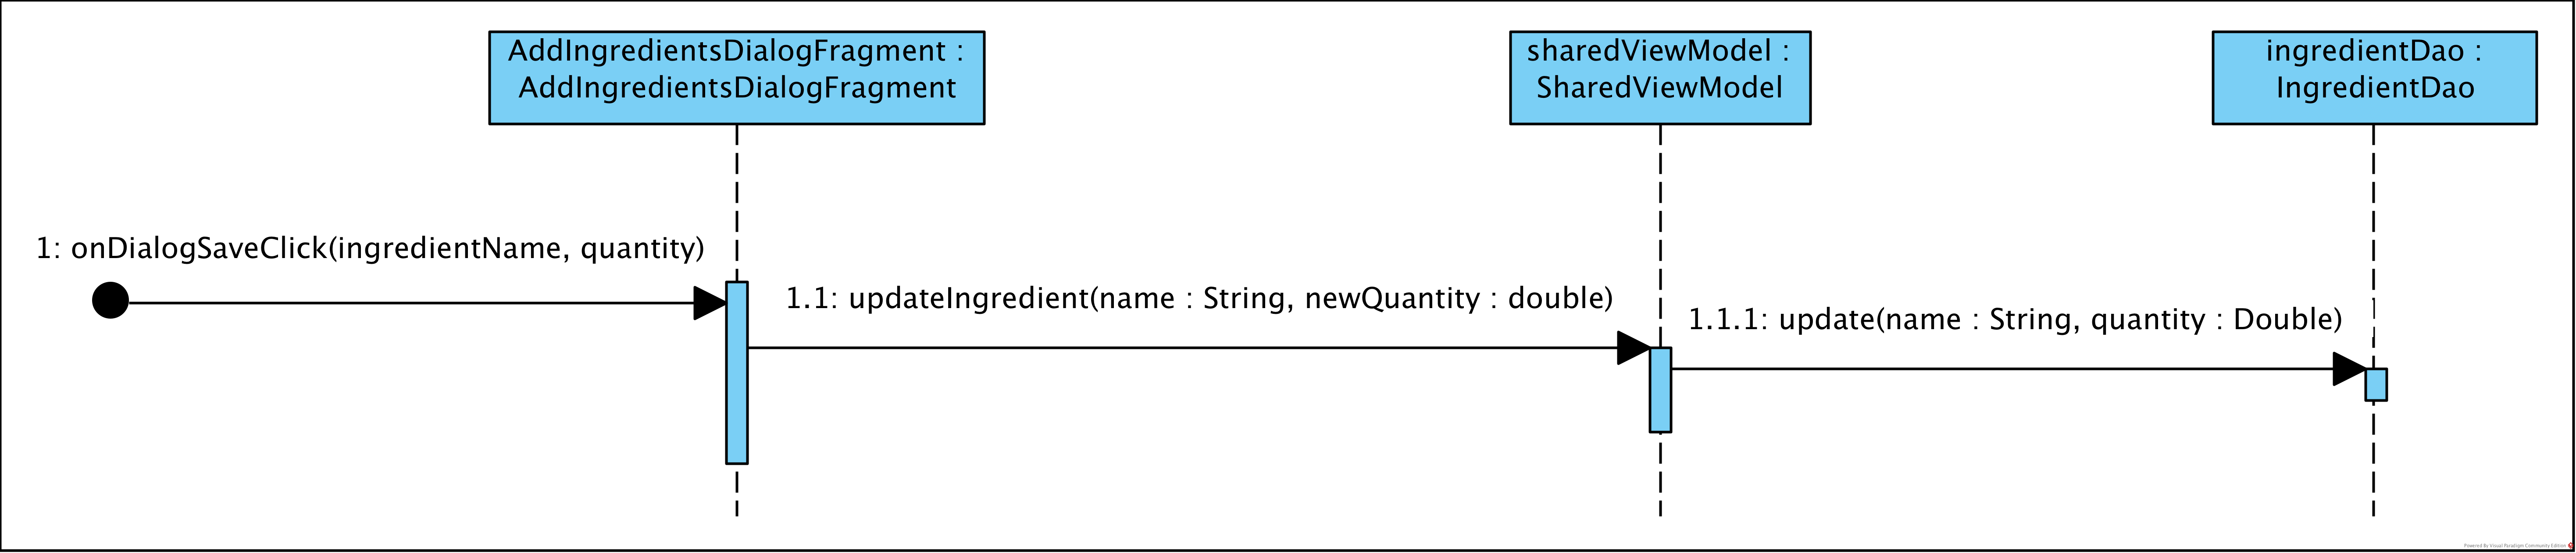 AddIngredientsDialogFragment :
AddIngredientsDialogFragment
sharedViewModel :
SharedViewModel
ingredientDao :
IngredientDao
1: onDialogSaveClick(ingredientName, quantity)
1.1: updateIngredient(name : String, newQuantity : double)
1.1.1: update(name : String, quantity : Double)
Powered By Visual Paradigm Community Edition